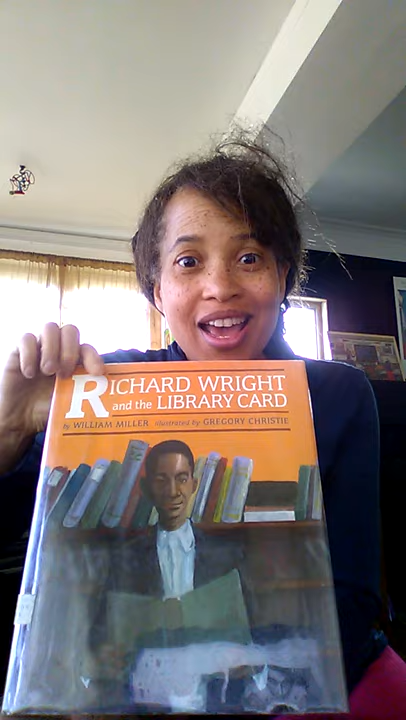 RICHARD WRIGHT
and the LIBRARY CARD
by WILLIAM MILLER illustrated by GREGORY CHRISTIE